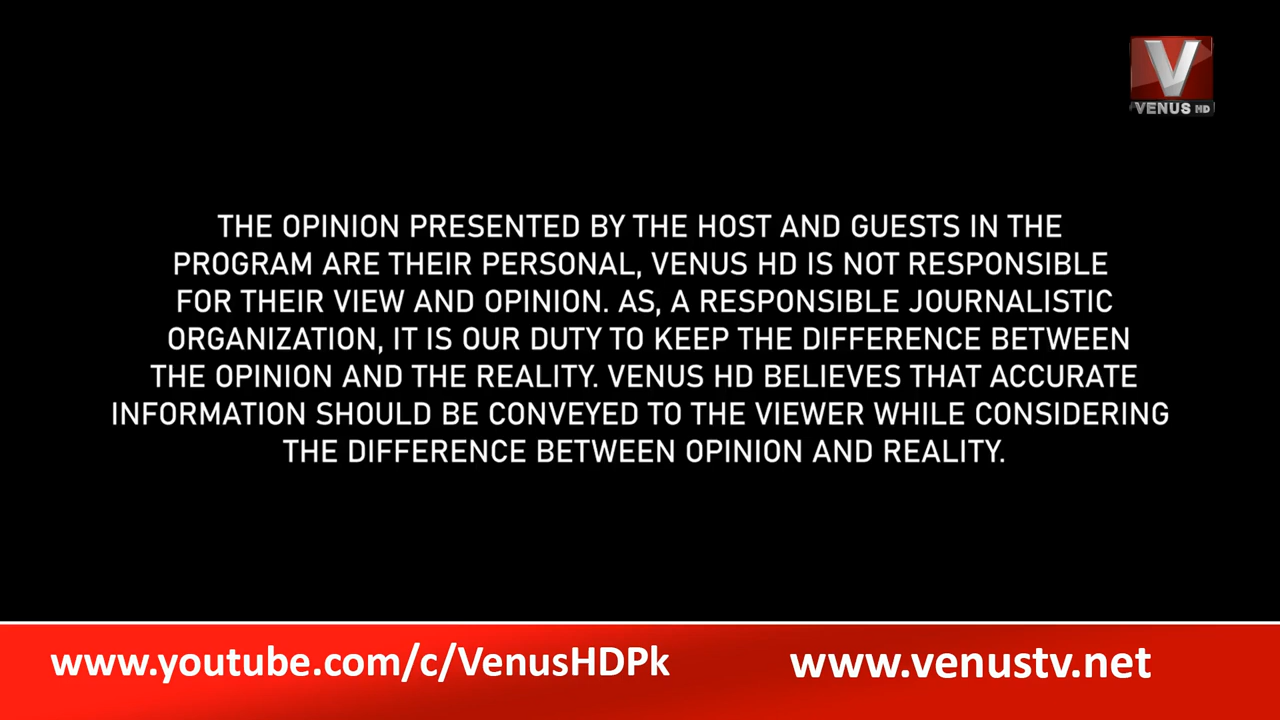 V
VENUS HD
THE OPINION PRESENTED BY THE HOST AND GUESTS IN THE
PROGRAM ARE THEIR PERSONAL, VENUS HD IS NOT RESPONSIBLE
FOR THEIR VIEW AND OPINION. AS, A RESPONSIBLE JOURNALISTIC
ORGANIZATION, IT IS OUR DUTY TO KEEP THE DIFFERENCE BETWEEN
THE OPINION AND THE REALITY. VENUS HD BELIEVES THAT ACCURATE
INFORMATION SHOULD BE CONVEYED TO THE VIEWER WHILE CONSIDERING
THE DIFFERENCE BETWEEN OPINION AND REALITY.
www.youtube.com/c/VenusHDPk
www.venustv.net